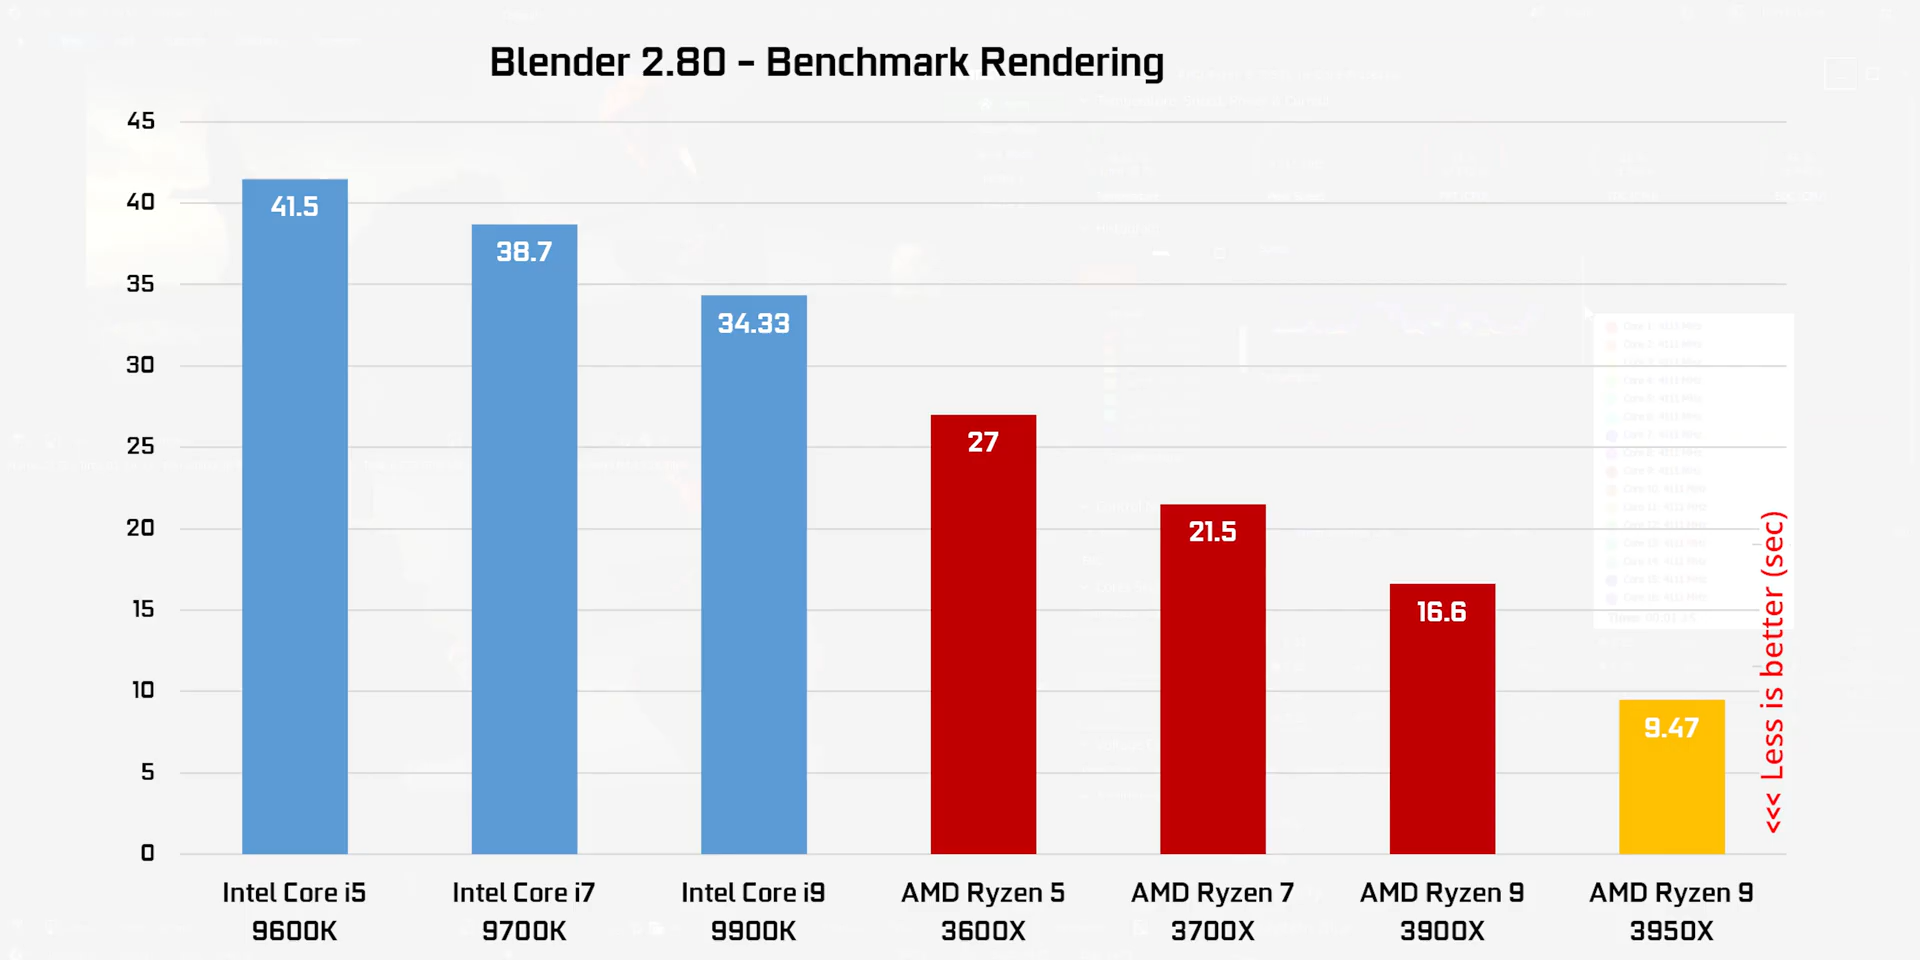 Blender 2.80 – Benchmark Rendering
45
40
35
30
25
20
15
10
5
0
41.5
38.7
34.33
27
21.5
16.6
9.47
Intel Core i5
9600K
Intel Core i7
9700K
Intel Core i9
9900K
AMD Ryzen 5
3600X
AMD Ryzen 7
3700X
AMD Ryzen 9
3900X
AMD Ryzen 9
3950X
<<< Less is better (sec)